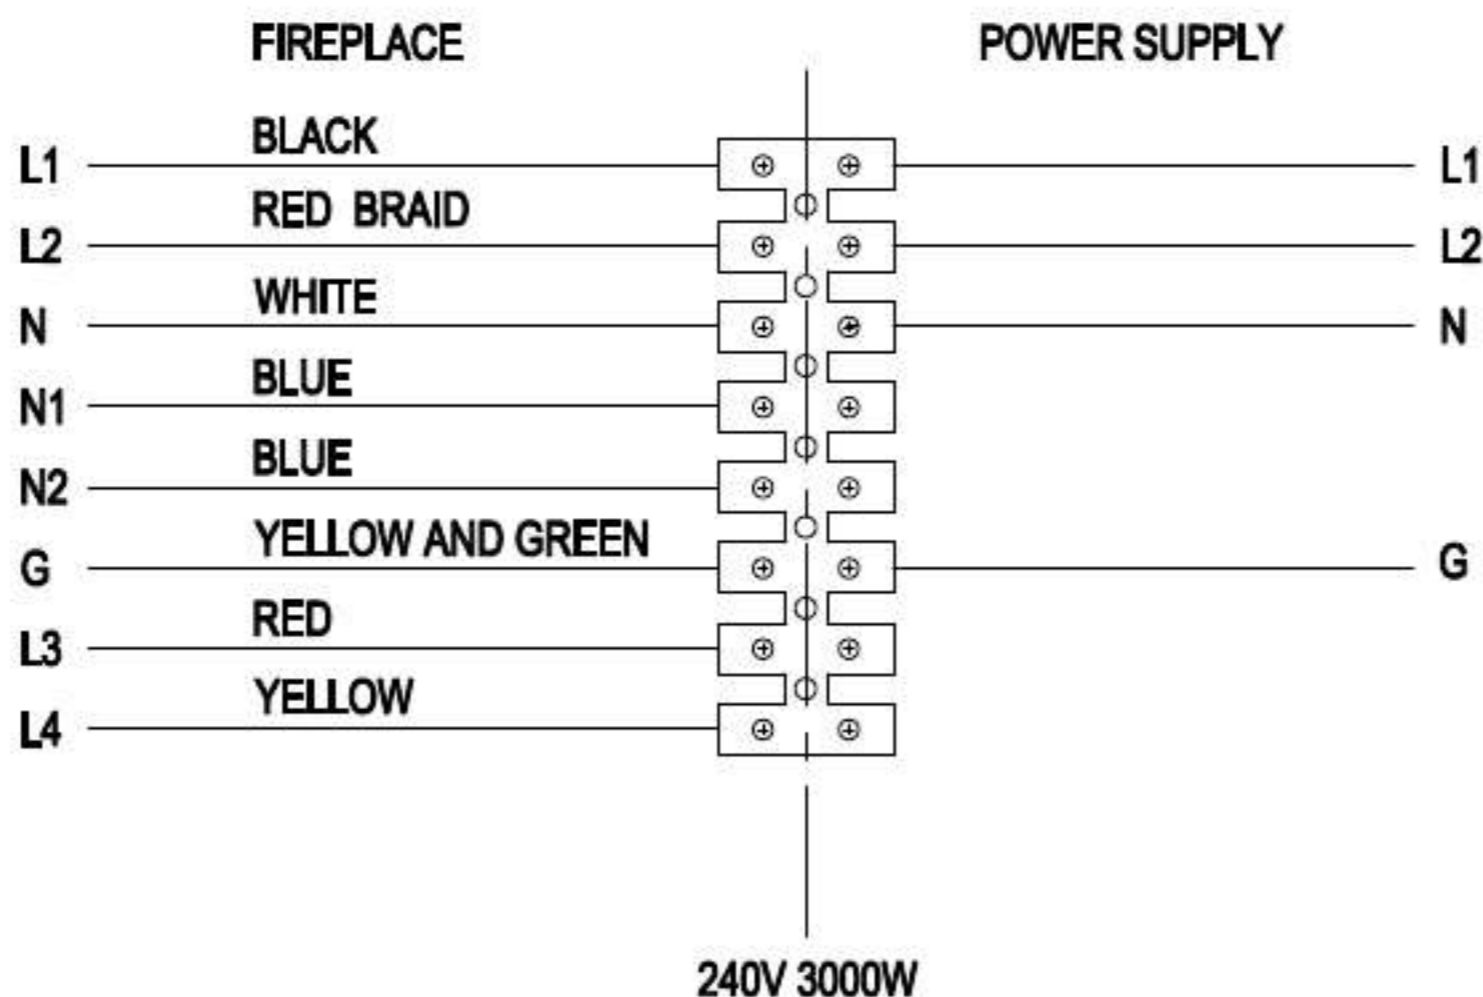 FIREPLACE POWER SUPPLY
BLACK
L1 L1
RED BRAID
L2 L2
WHITE
N N
BLUE
N1
BLUE
N2
YELLOW AND GREEN
G G
RED
L3
YELLOW
L4
240V 3000W